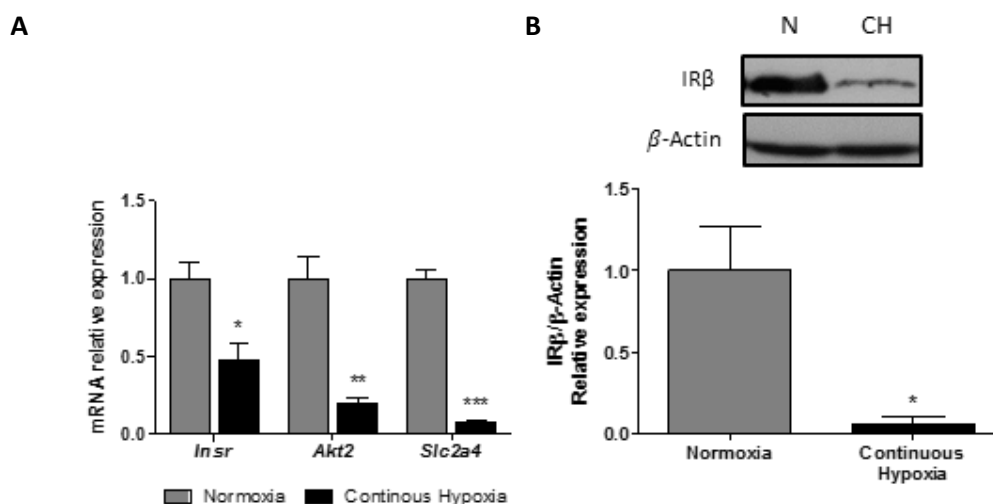 A
mRNA relative expression
1.5
1.0
0.5
0.0
*
**
***
Insr Akt2 Slc2a4
Normoxia Continous Hypoxia
B
N CH
IRβ
β-Actin
IRβ/β-Actin
Relative expression
1.5
1.0
0.5
0.0
*
Normoxia Continuous
Hypoxia